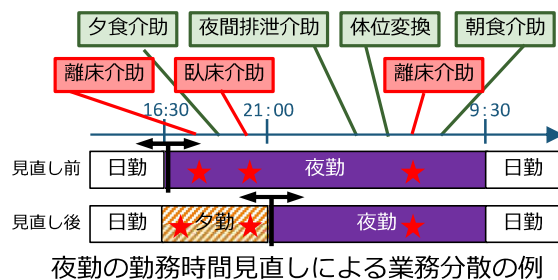 夕食介助 夜間排泄介助 体位変換 朝食介助
離床介助 臥床介助 離床介助
16:30 21:00 9:30
見直し前 日勤 夜勤 日勤
見直し後 日勤 夕勤 夜勤 日勤
夜勤の勤務時間見直しによる業務分散の例